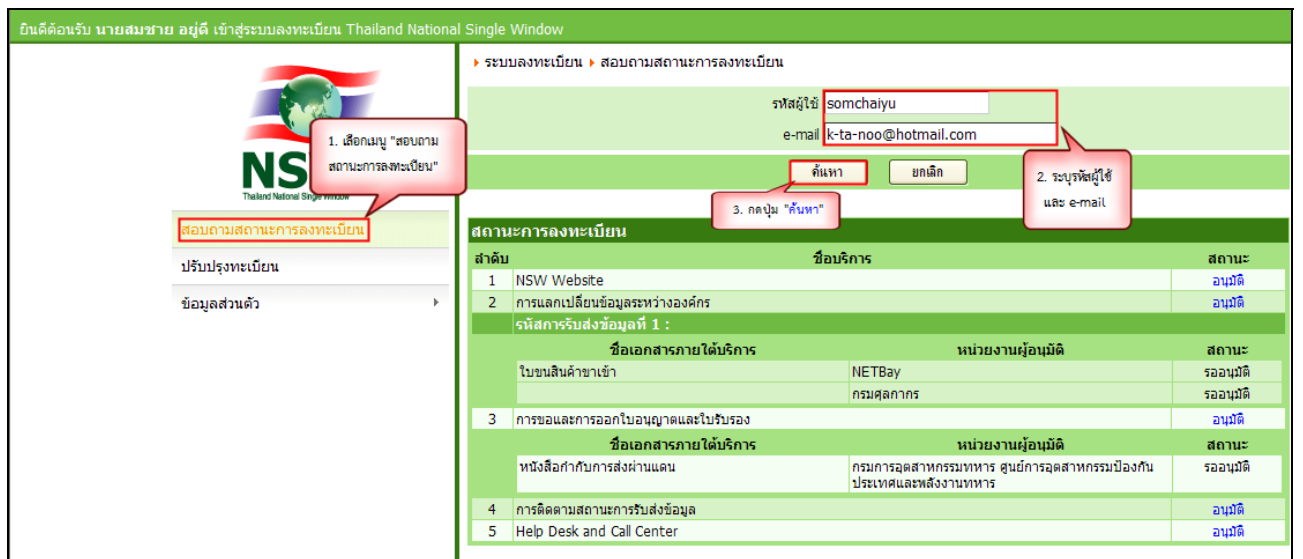 ยินดีต้อนรับ นายสมชาย อยู่ดี เข้าสู่ระบบลงทะเบียน Thailand National Single Window
ระบบลงทะเบียน สอบถามสถานะการลงทะเบียน
รหัสผู้ใช้ somchaiyu
e-mail k-ta-noo@hotmail.com
ค้นหา ยกเลิก
1. เลือกเมนู "สอบถาม
สถานะการลงทะเบียน"
2. ระบุรหัสผู้ใช้
และ e-mail
3. กดปุ่ม "ค้นหา"
NS
Thailand National Single Window
สอบถามสถานะการลงทะเบียน
ปรับปรุงทะเบียน
ข้อมูลส่วนตัว
สถานะการลงทะเบียน
ลำดับ ชื่อบริการ สถานะ
1 NSW Website อนุมัติ
2 การแลกเปลี่ยนข้อมูลระหว่างองค์กร อนุมัติ
รหัสการรับส่งข้อมูลที่ 1 :
ชื่อเอกสารภายใต้บริการ หน่วยงานผู้อนุมัติ สถานะ
ใบขนสินค้าขาเข้า NETBay รออนุมัติ
กรมศุลกากร รออนุมัติ
3 การขอและการออกใบอนุญาตและใบรับรอง อนุมัติ
ชื่อเอกสารภายใต้บริการ หน่วยงานผู้อนุมัติ สถานะ
หนังสือกำกับการส่งผ่านแดน กรมการอุตสาหกรรมทหาร ศูนย์การอุตสาหกรรมป้องกัน รออนุมัติ
ประเทศและพลังงานทหาร
4 การติดตามสถานะการรับส่งข้อมูล อนุมัติ
5 Help Desk and Call Center อนุมัติ